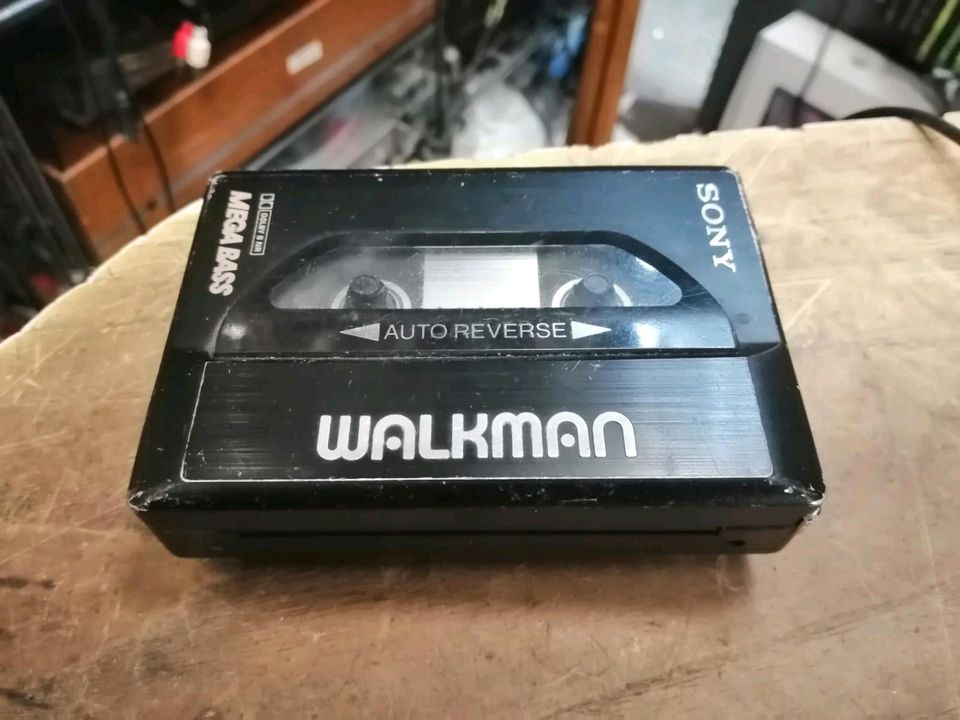 SONY
DOLBY B NR
MEGA BASS
AUTO REVERSE
WALKMAN